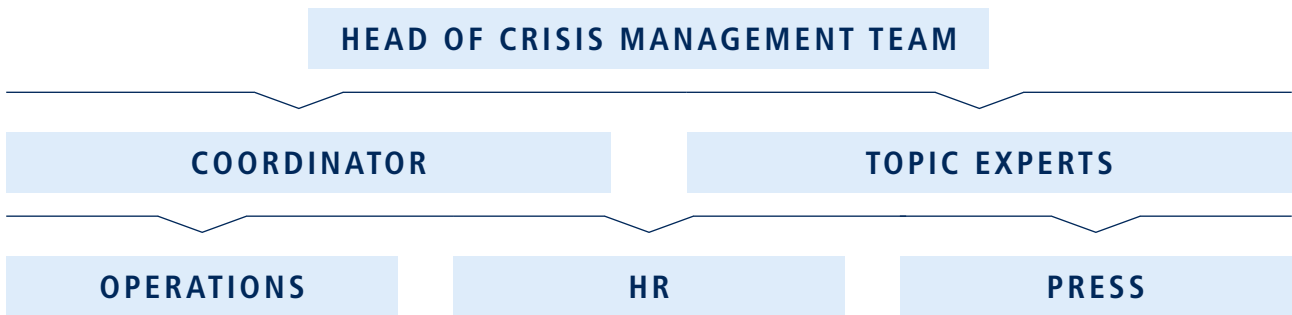 HEAD OF CRISIS MANAGEMENT TEAM
COORDINATOR
TOPIC EXPERTS
OPERATIONS
HR
PRESS